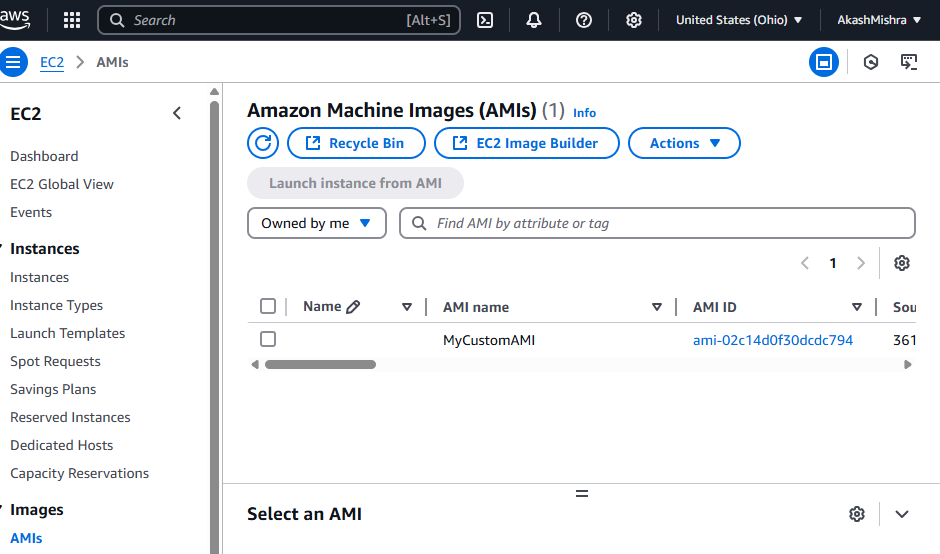 aws
Search [Alt+S]
United States (Ohio)
AkashMishra
EC2 > AMIs
EC2
Dashboard
EC2 Global View
Events
Instances
Instances
Instance Types
Launch Templates
Spot Requests
Savings Plans
Reserved Instances
Dedicated Hosts
Capacity Reservations
Images
AMIs
Amazon Machine Images (AMIs) (1) Info
Recycle Bin
EC2 Image Builder
Actions
Launch instance from AMI
Owned by me
Find AMI by attribute or tag
1
Name AMI name AMI ID Sou
MyCustomAMI ami-02c14d0f30dcdc794 361
Select an AMI